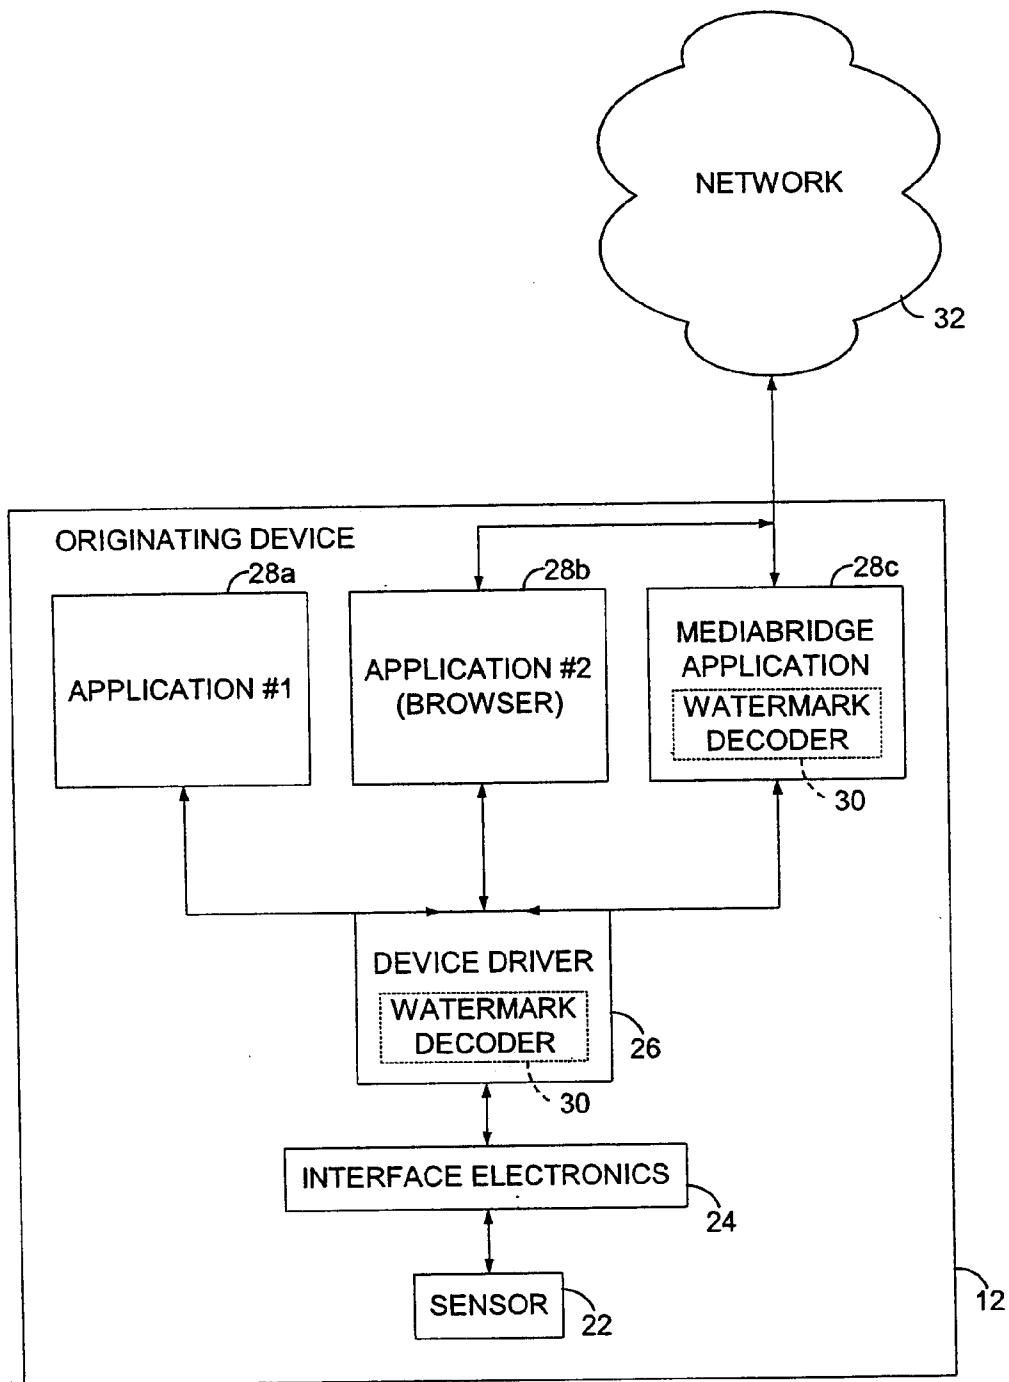 NETWORK
32
ORIGINATING DEVICE
28a
28b
28c
APPLICATION #1
APPLICATION #2
(BROWSER)
MEDIABRIDGE
APPLICATION
WATERMARK
DECODER
30
DEVICE DRIVER
WATERMARK
DECODER
26
30
INTERFACE ELECTRONICS
24
SENSOR
22
12